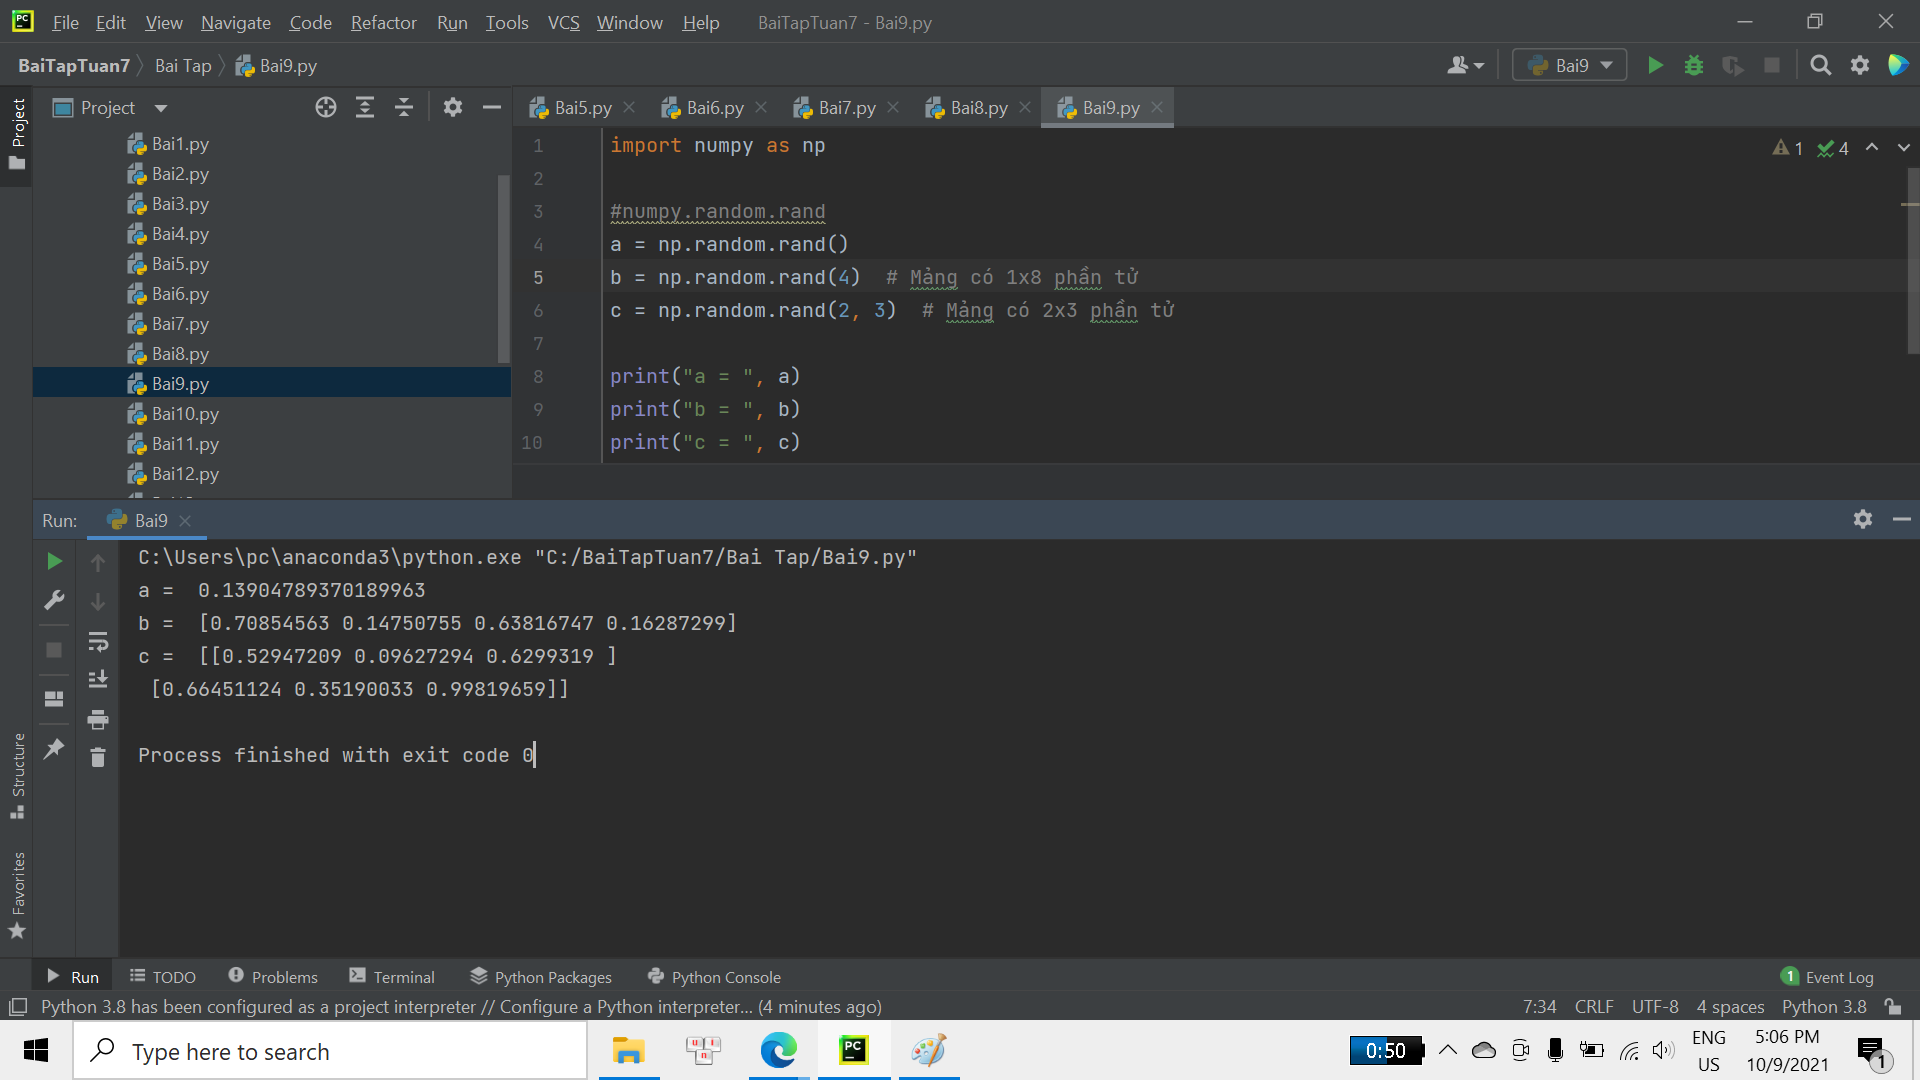 File Edit View Navigate Code Refactor Run Tools VCS Window Help BaiTapTuan7 - Bai9.py
BaiTapTuan7 Bai Tap Bai9.py Bai9
Project
Project
Bai5.py Bai6.py Bai7.py Bai8.py Bai9.py
Bai1.py
Bai2.py
Bai3.py
Bai4.py
Bai5.py
Bai6.py
Bai7.py
Bai8.py
Bai9.py
Bai10.py
Bai11.py
Bai12.py
1 import numpy as np
2
3 #numpy.random.rand
4 a = np.random.rand()
5 b = np.random.rand(4)  # Mảng có 1x8 phần tử
6 c = np.random.rand(2, 3)  # Mảng có 2x3 phần tử
7
8 print("a = ", a)
9 print("b = ", b)
10 print("c = ", c)
1 4
Run: Bai9
C:\Users\pc\anaconda3\python.exe "C:/BaiTapTuan7/Bai Tap/Bai9.py"
a =  0.13904789370189963
b =  [0.70854563 0.14750755 0.63816747 0.16287299]
c =  [[0.52947209 0.09627294 0.6299319 ]
 [0.66451124 0.35190033 0.99819659]]
Process finished with exit code 0
Structure
Favorites
Run TODO Problems Terminal Python Packages Python Console 1 Event Log
Python 3.8 has been configured as a project interpreter // Configure a Python interpreter... (4 minutes ago) 7:34 CRLF UTF-8 4 spaces Python 3.8
Type here to search
0:50
ENG
US
5:06 PM
10/9/2021
1